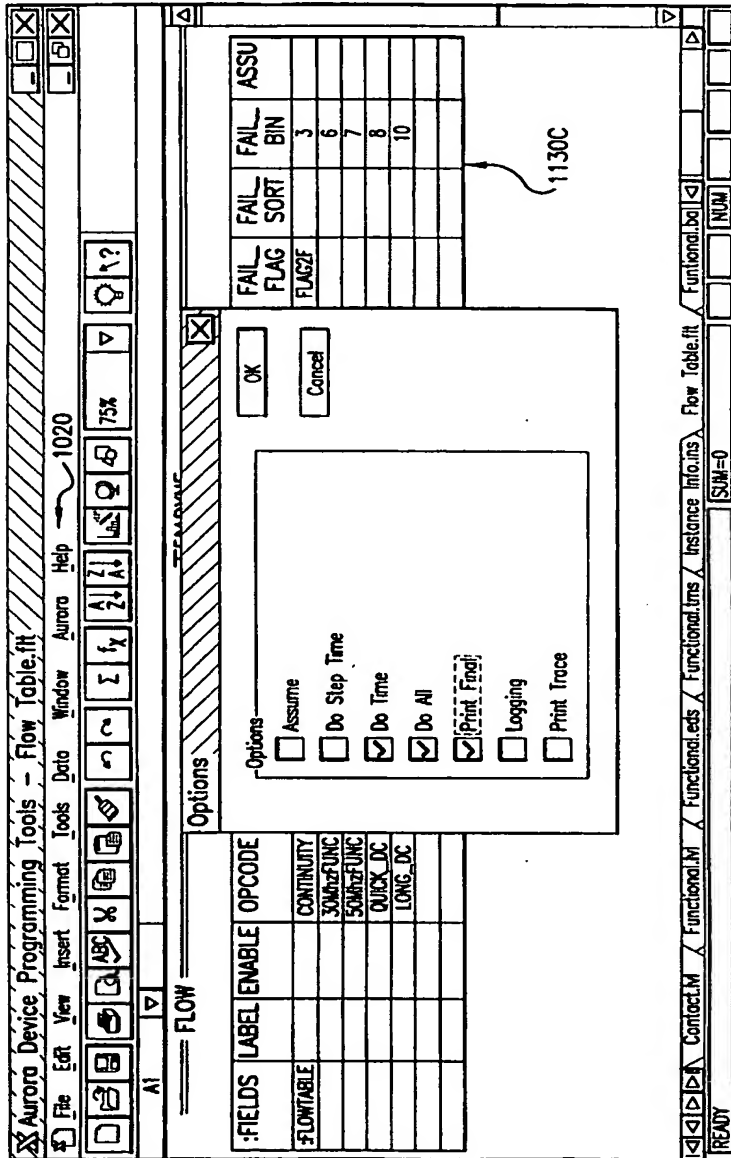 Aurora Device Programming Tools — Flow Table.flt
File Edit View Insert Format Tools Data Window Aurora Help
1020
ABC
Σ fx
A Z↓ Z A↓
75%
?
A1
FLOW
:FIELDS LABEL ENABLE OPCODE FAIL_FLAG FAIL_SORT FAIL_BIN ASSU
:FLOWTABLE CONTINUITY FLAG2F 3
30MhzFUNC 6
50MhzFUNC 7
QUICK_DC 8
LONG_DC 10
1130C
Options
Options
Assume
Do Step Time
Do Time
Do All
Print Final
Logging
Print Trace
OK
Cancel
Contact.M Functional.M Functional.eds Functional.tms Instance Info.ins Flow Table.flt Funtional.ba
READY
SUM=0
NUM